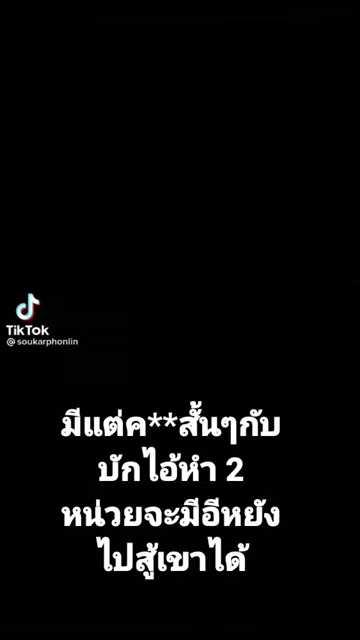 TikTok
@soukarphonlin
มีแต่ค**สั้นๆกับ
บักไอ้หำ 2
หน่วยจะมีอีหยัง
ไปสู้เขาได้